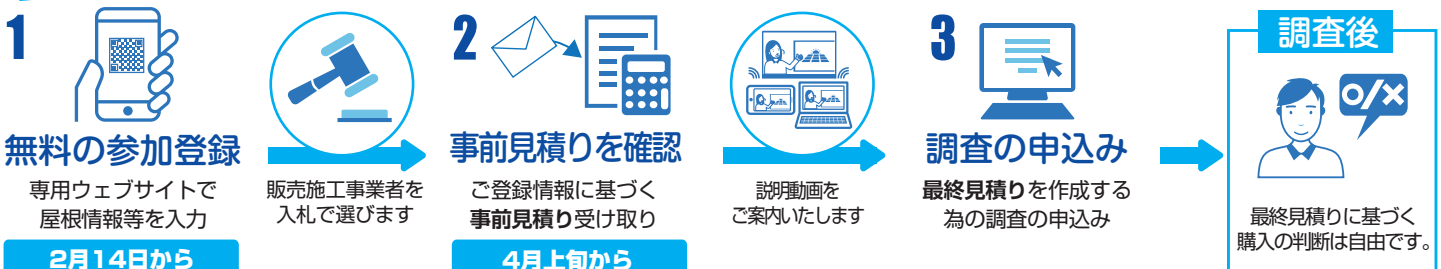 1
無料の参加登録
専用ウェブサイトで
屋根情報等を入力
2月14日から
販売施工事業者を
入札で選びます
2
事前見積りを確認
ご登録情報に基づく
事前見積り受け取り
4月上旬から
説明動画を
ご案内いたします
3
調査の申込み
最終見積りを作成する
為の調査の申込み
調査後
o/×
最終見積りに基づく
購入の判断は自由です。